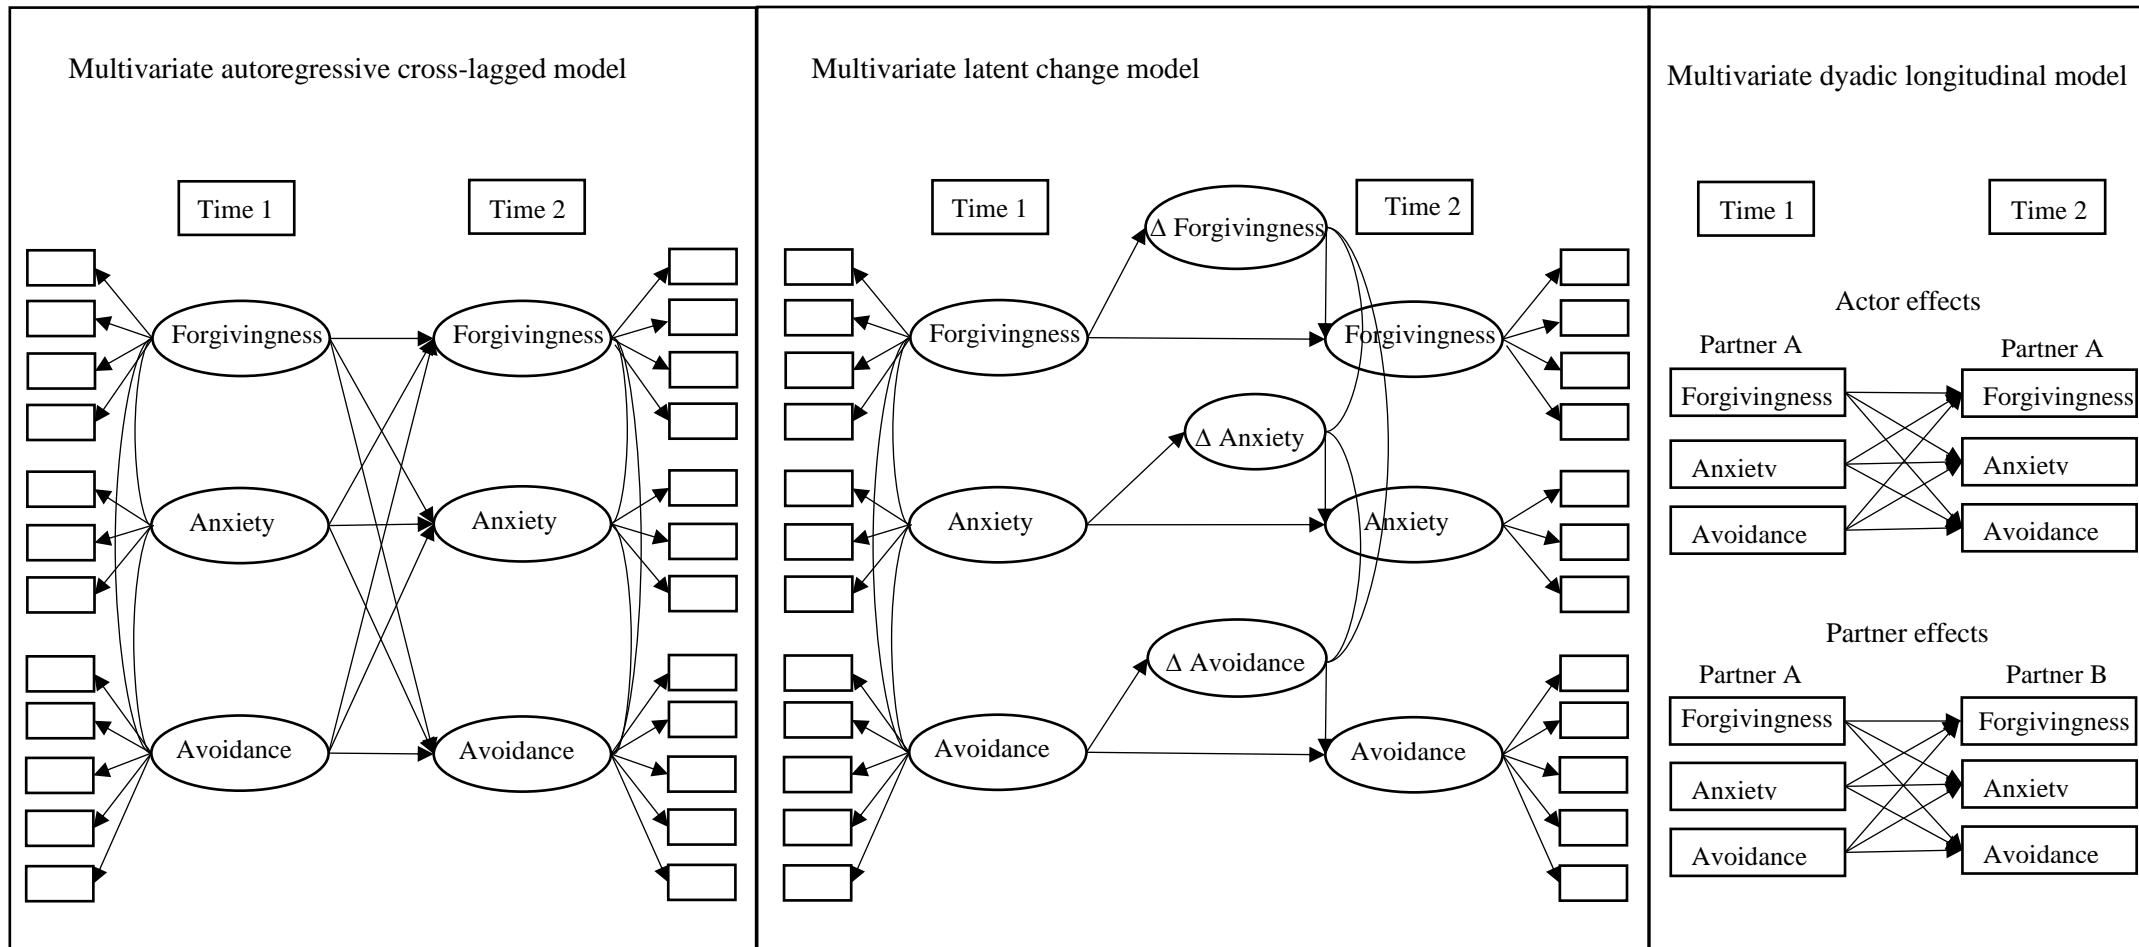 Multivariate autoregressive cross-lagged model
Time 1
Time 2
Forgivingness
Forgivingness
Anxiety
Anxiety
Avoidance
Avoidance
Multivariate latent change model
Time 1
Δ Forgivingness
Time 2
Forgivingness
Forgivingness
Δ Anxiety
Anxiety
Anxiety
Δ Avoidance
Avoidance
Avoidance
Multivariate dyadic longitudinal model
Time 1
Time 2
Actor effects
Partner A
Partner A
Forgivingness
Forgivingness
Anxiety
Anxiety
Avoidance
Avoidance
Partner effects
Partner A
Partner B
Forgivingness
Forgivingness
Anxiety
Anxiety
Avoidance
Avoidance